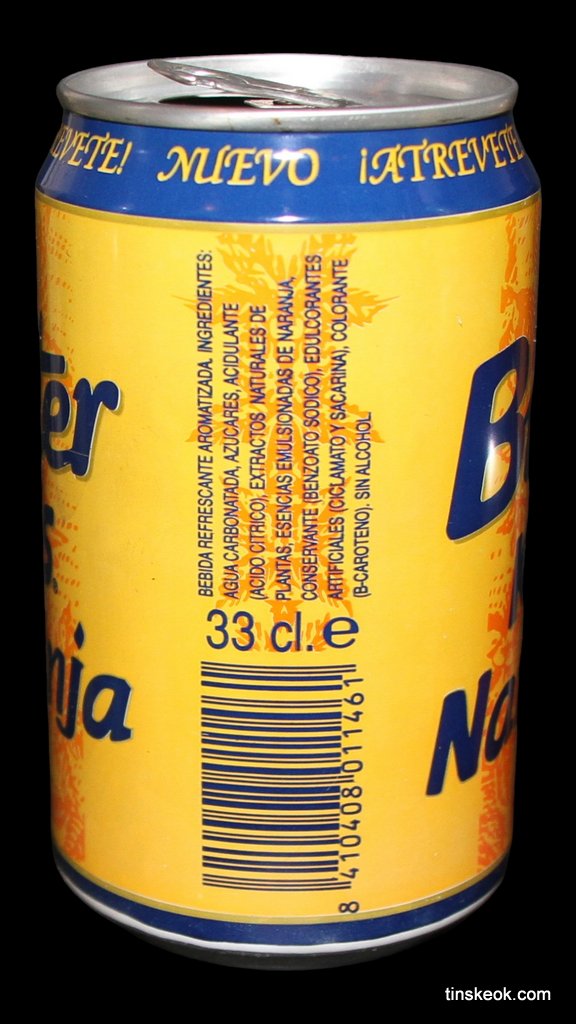 NUEVO ¡ATREVETE
BEBIDA REFRESCANTE AROMATIZADA. INGREDIENTES:
AGUA CARBONATADA, AZUCARES, ACIDULANTE
(ACIDO CITRICO), EXTRACTOS NATURALES DE
PLANTAS, ESENCIAS EMULSIONADAS DE NARANJA,
CONSERVANTE (BENZOATO SODICO), EDULCORANTES
ARTIFICIALES (CICLAMATO Y SACARINA), COLORANTE
(B-CAROTENO), SIN ALCOHOL
33 cl. e
8 410408 011461
tinskeok.com